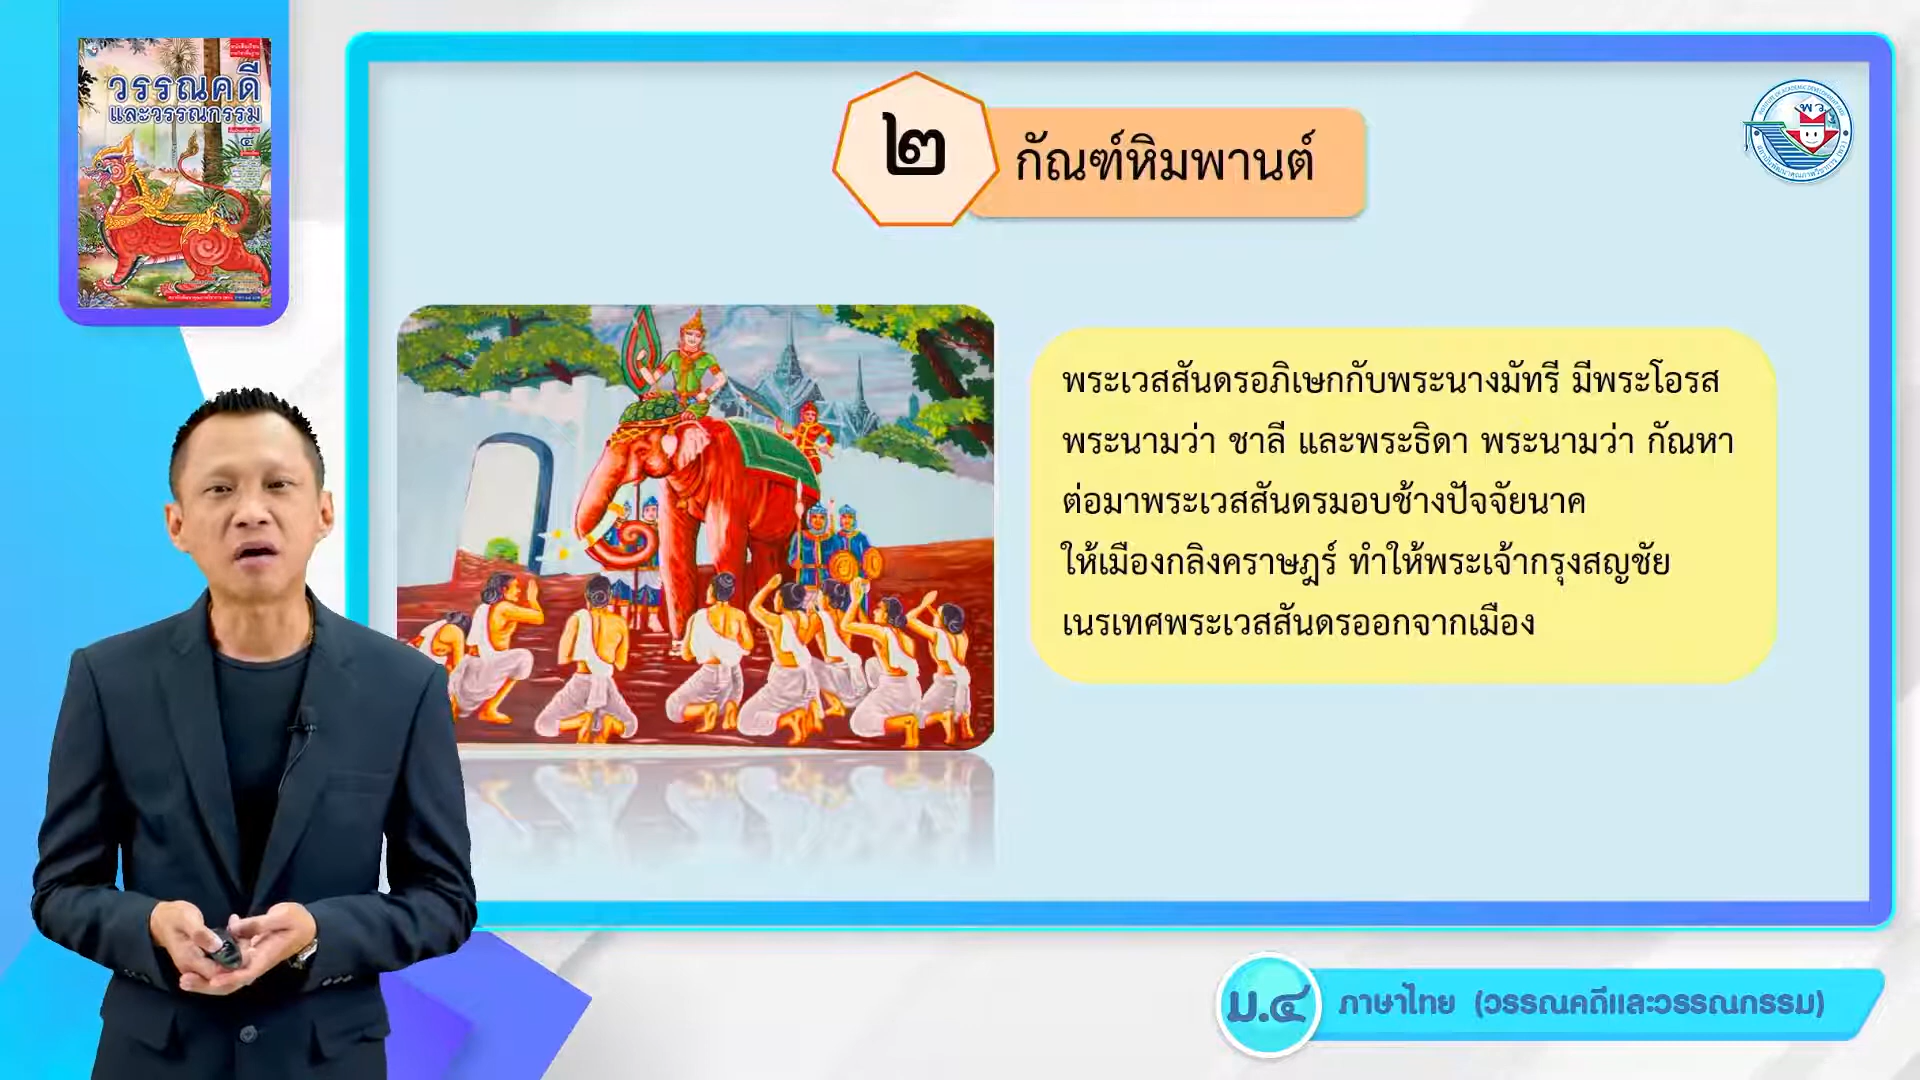 วรรณคดี
และวรรณกรรม
๒
กัณฑ์หิมพานต์
พว.
พระเวสสันดรอภิเษกกับพระนางมัทรี มีพระโอรส
พระนามว่า ชาลี และพระธิดา พระนามว่า กัณหา
ต่อมาพระเวสสันดรมอบช้างปัจจัยนาค
ให้เมืองกลิงคราษฎร์ ทำให้พระเจ้ากรุงสญชัย
เนรเทศพระเวสสันดรออกจากเมือง
ม.๔ ภาษาไทย (วรรณคดีและวรรณกรรม)